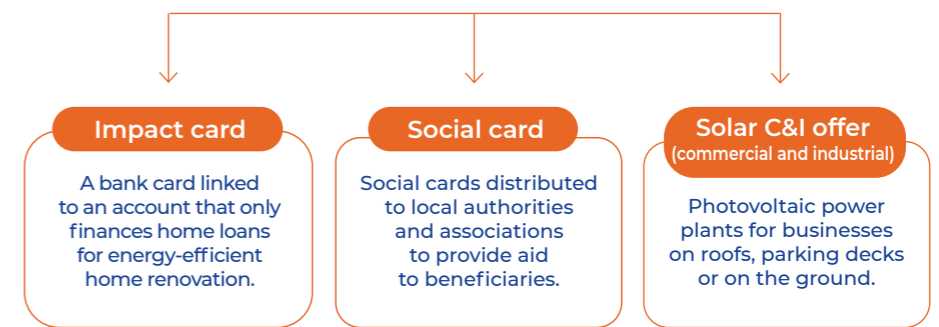 Impact card
A bank card linked
to an account that only
finances home loans
for energy-efficient
home renovation.
Social card
Social cards distributed
to local authorities
and associations
to provide aid
to beneficiaries.
Solar C&I offer
(commercial and industrial)
Photovoltaic power
plants for businesses
on roofs, parking decks
or on the ground.